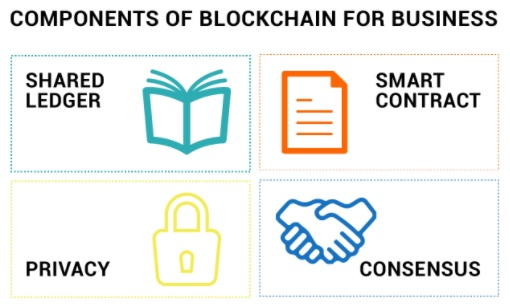 COMPONENTS OF BLOCKCHAIN FOR BUSINESS
SHARED
LEDGER
SMART
CONTRACT
PRIVACY
CONSENSUS